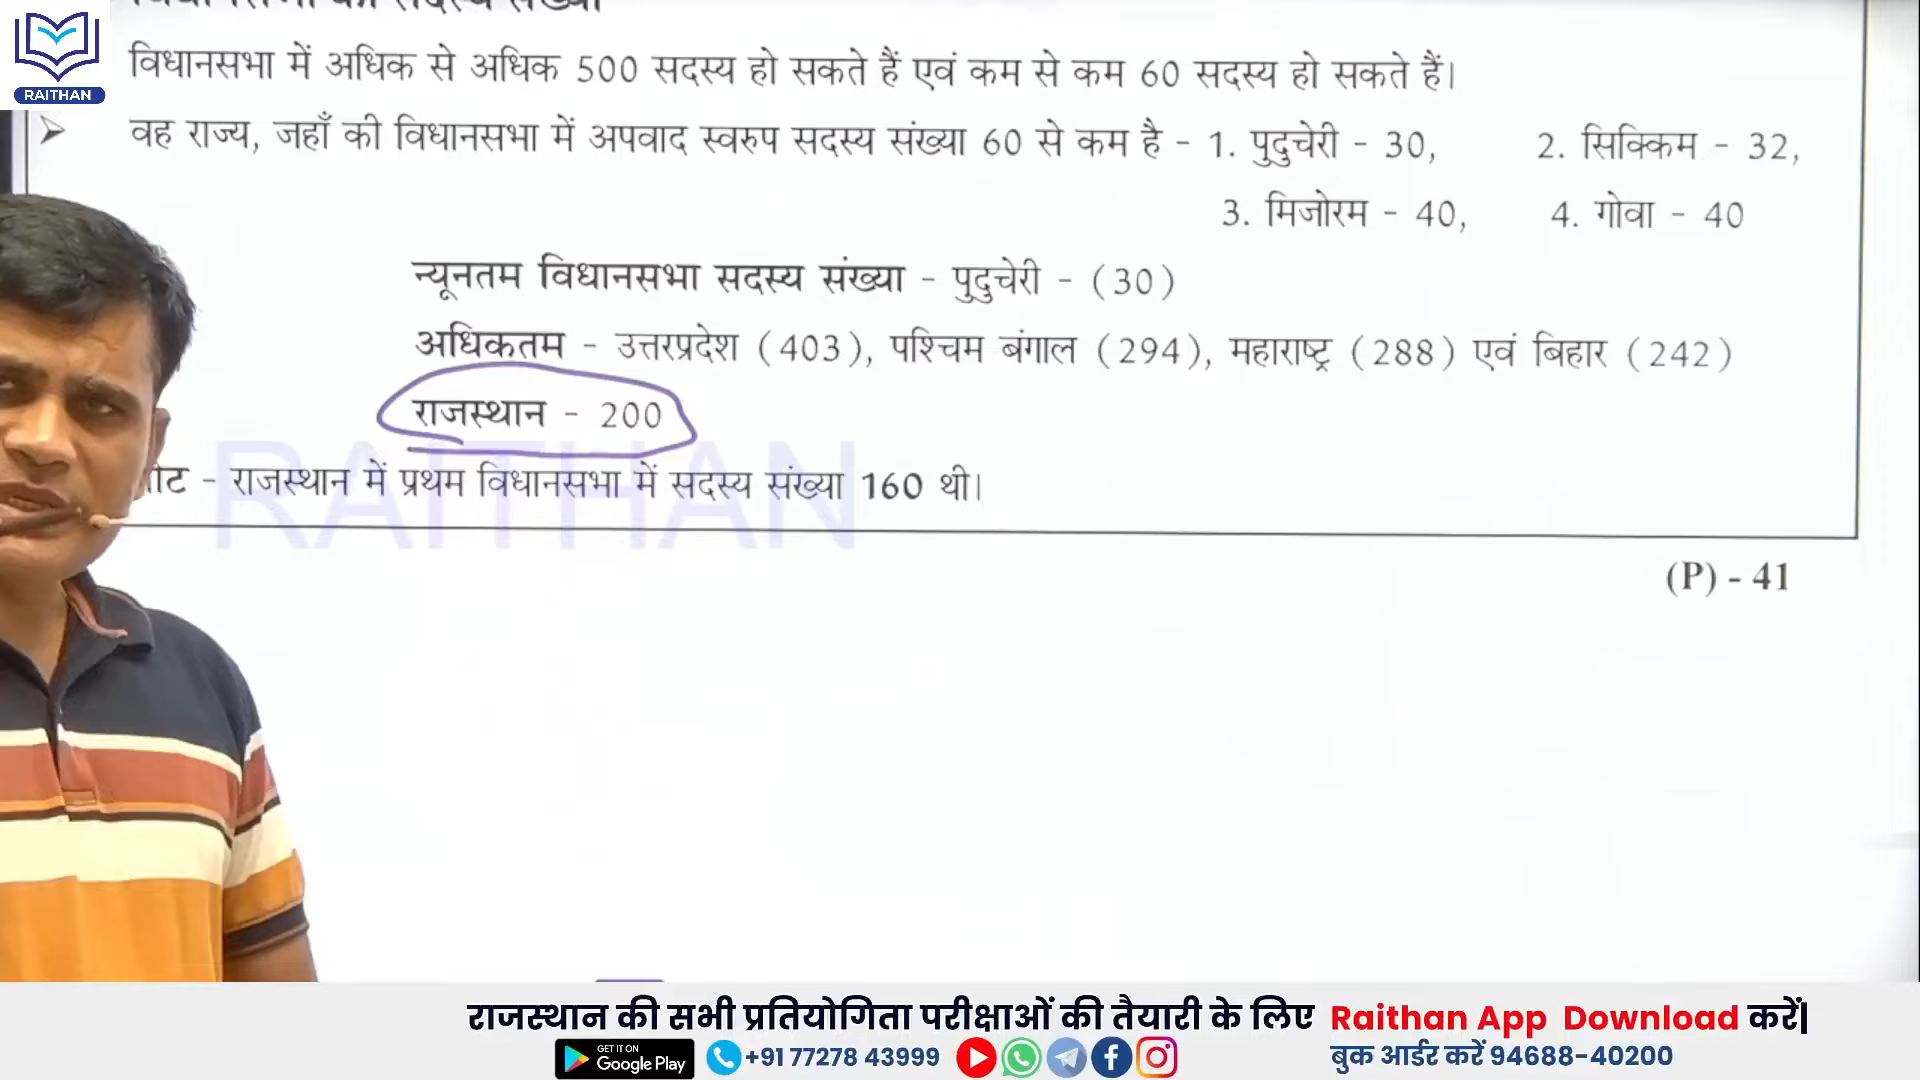 RAITHAN
विधानसभा में अधिक से अधिक 500 सदस्य हो सकते हैं एवं कम से कम 60 सदस्य हो सकते हैं।
➢ वह राज्य, जहाँ की विधानसभा में अपवाद स्वरुप सदस्य संख्या 60 से कम है - 1. पुदुचेरी - 30, 2. सिक्किम - 32,
3. मिजोरम - 40, 4. गोवा - 40
न्यूनतम विधानसभा सदस्य संख्या - पुदुचेरी - (30)
अधिकतम - उत्तरप्रदेश (403), पश्चिम बंगाल (294), महाराष्ट्र (288) एवं बिहार (242)
राजस्थान - 200
- राजस्थान में प्रथम विधानसभा में सदस्य संख्या 160 थी।
RAITHAN
(P) - 41
राजस्थान की सभी प्रतियोगिता परीक्षाओं की तैयारी के लिए Raithan App Download करें|
GET IT ON
Google Play
+91 77278 43999
बुक आर्डर करें 94688-40200